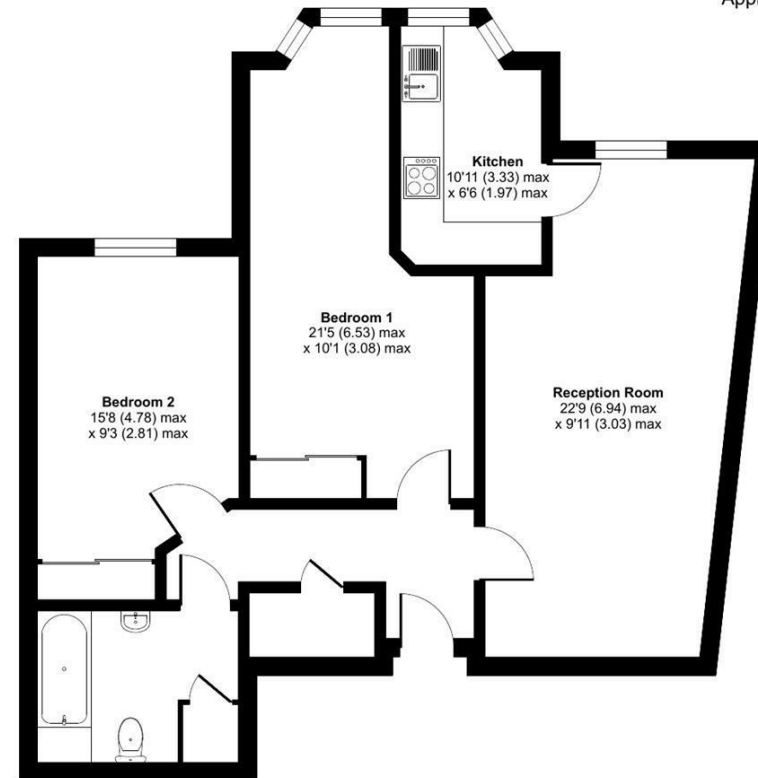 App
Kitchen
10'11 (3.33) max
x 6'6 (1.97) max
Bedroom 1
21'5 (6.53) max
x 10'1 (3.08) max
Bedroom 2
15'8 (4.78) max
x 9'3 (2.81) max
Reception Room
22'9 (6.94) max
x 9'11 (3.03) max